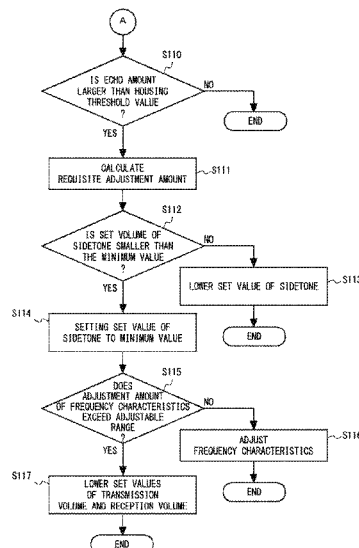 A
S110
IS ECHO AMOUNT
LARGER THAN HOUSING
THRESHOLD VALUE
?
NO
END
YES
CALCULATE
REQUISITE ADJUSTMENT AMOUNT
S111
S112
IS SET VOLUME OF
SIDETONE SMALLER THAN
THE MINIMUM VALUE
?
NO
LOWER SET VALUE OF SIDETONE
S113
END
YES
S114
SETTING SET VALUE OF
SIDETONE TO MINIMUM VALUE
S115
DOES
ADJUSTMENT AMOUNT
OF FREQUENCY CHARACTERISTICS
EXCEED ADJUSTABLE
RANGE
?
NO
ADJUST
FREQUENCY CHARACTERISTICS
S116
END
YES
S117
LOWER SET VALUES
OF TRANSMISSION
VOLUME AND RECEPTION VOLUME
END